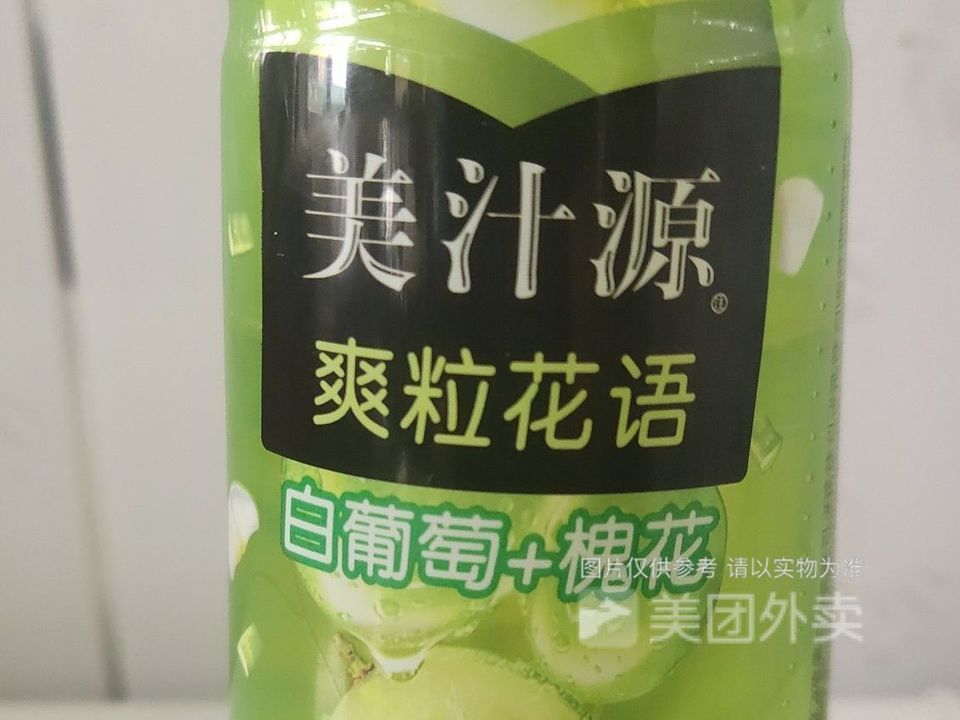 美汁源
爽粒花语
白葡萄+槐花
图片仅供参考 请以实物为准
美团外卖